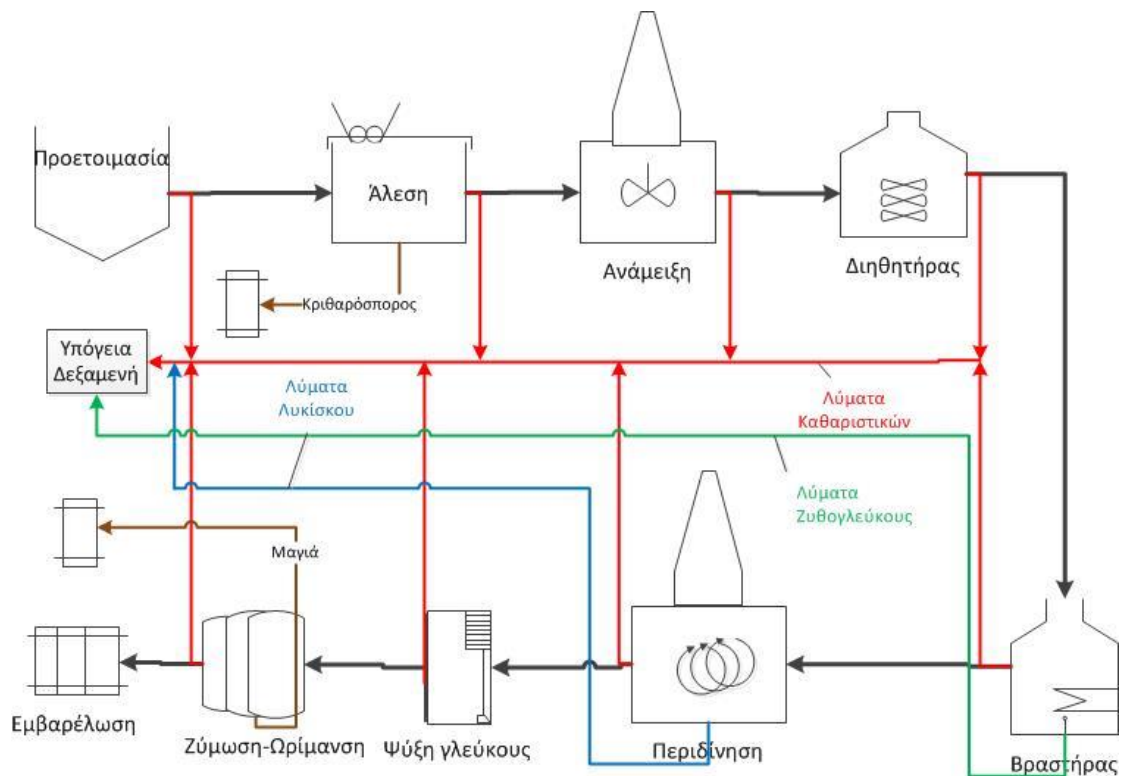 Προετοιμασία
Άλεση
Ανάμειξη
Διηθητήρας
Κριθαρόσπορος
Υπόγεια
Δεξαμενή
Λύματα
Λυκίσκου
Λύματα
Καθαριστικών
Λύματα
Ζυθογλεύκους
Μαγιά
Εμβαρέλωση
Ζύμωση-Ωρίμανση
Ψύξη γλεύκους
Περιδίνηση
Βραστήρας